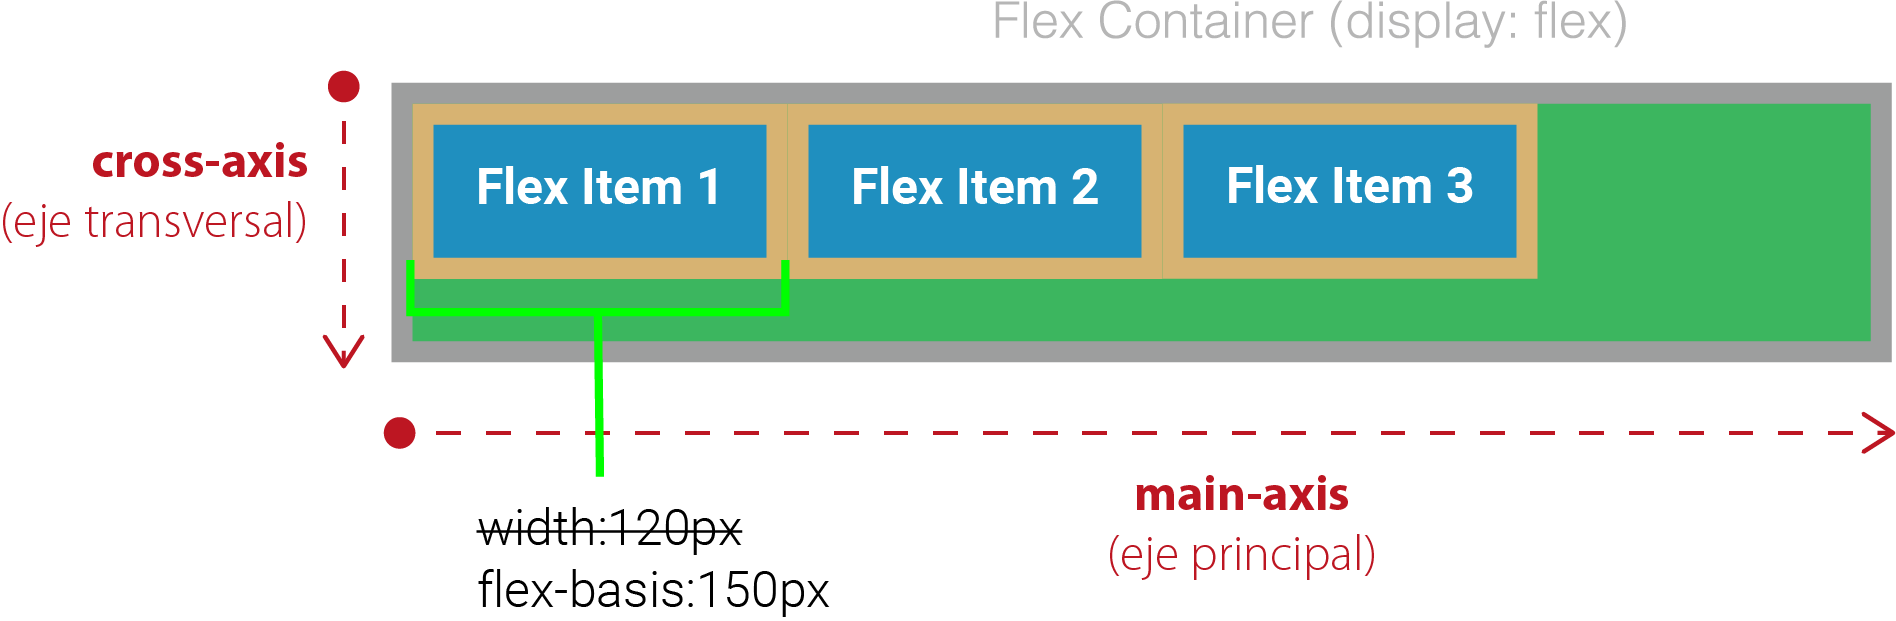 Flex Container (display: flex)
cross-axis
(eje transversal)
Flex Item 1
Flex Item 2
Flex Item 3
main-axis
(eje principal)
width:120px
flex-basis:150px